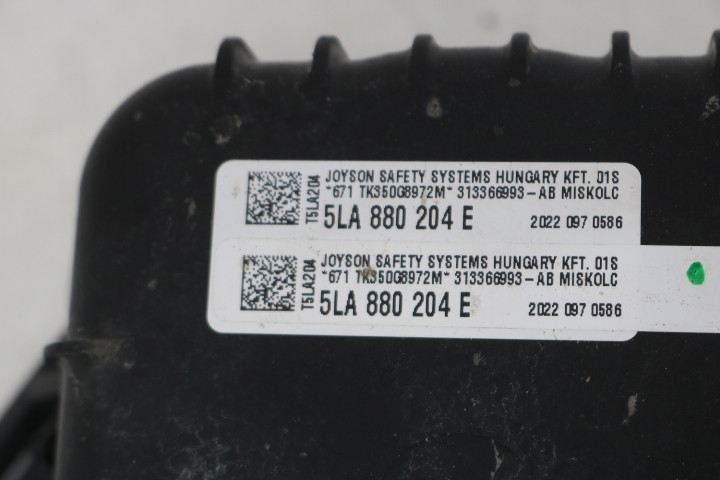 JOYSON SAFETY SYSTEMS HUNGARY KFT. 01S
*671 TK350G8972M* 313366993-AB MISKOLC
T5LA204
5LA 880 204 E 2022 097 0586
JOYSON SAFETY SYSTEMS HUNGARY KFT. 01S
*671 TK350G8972M* 313366993-AB MISKOLC
T5LA204
5LA 880 204 E 2022 097 0586